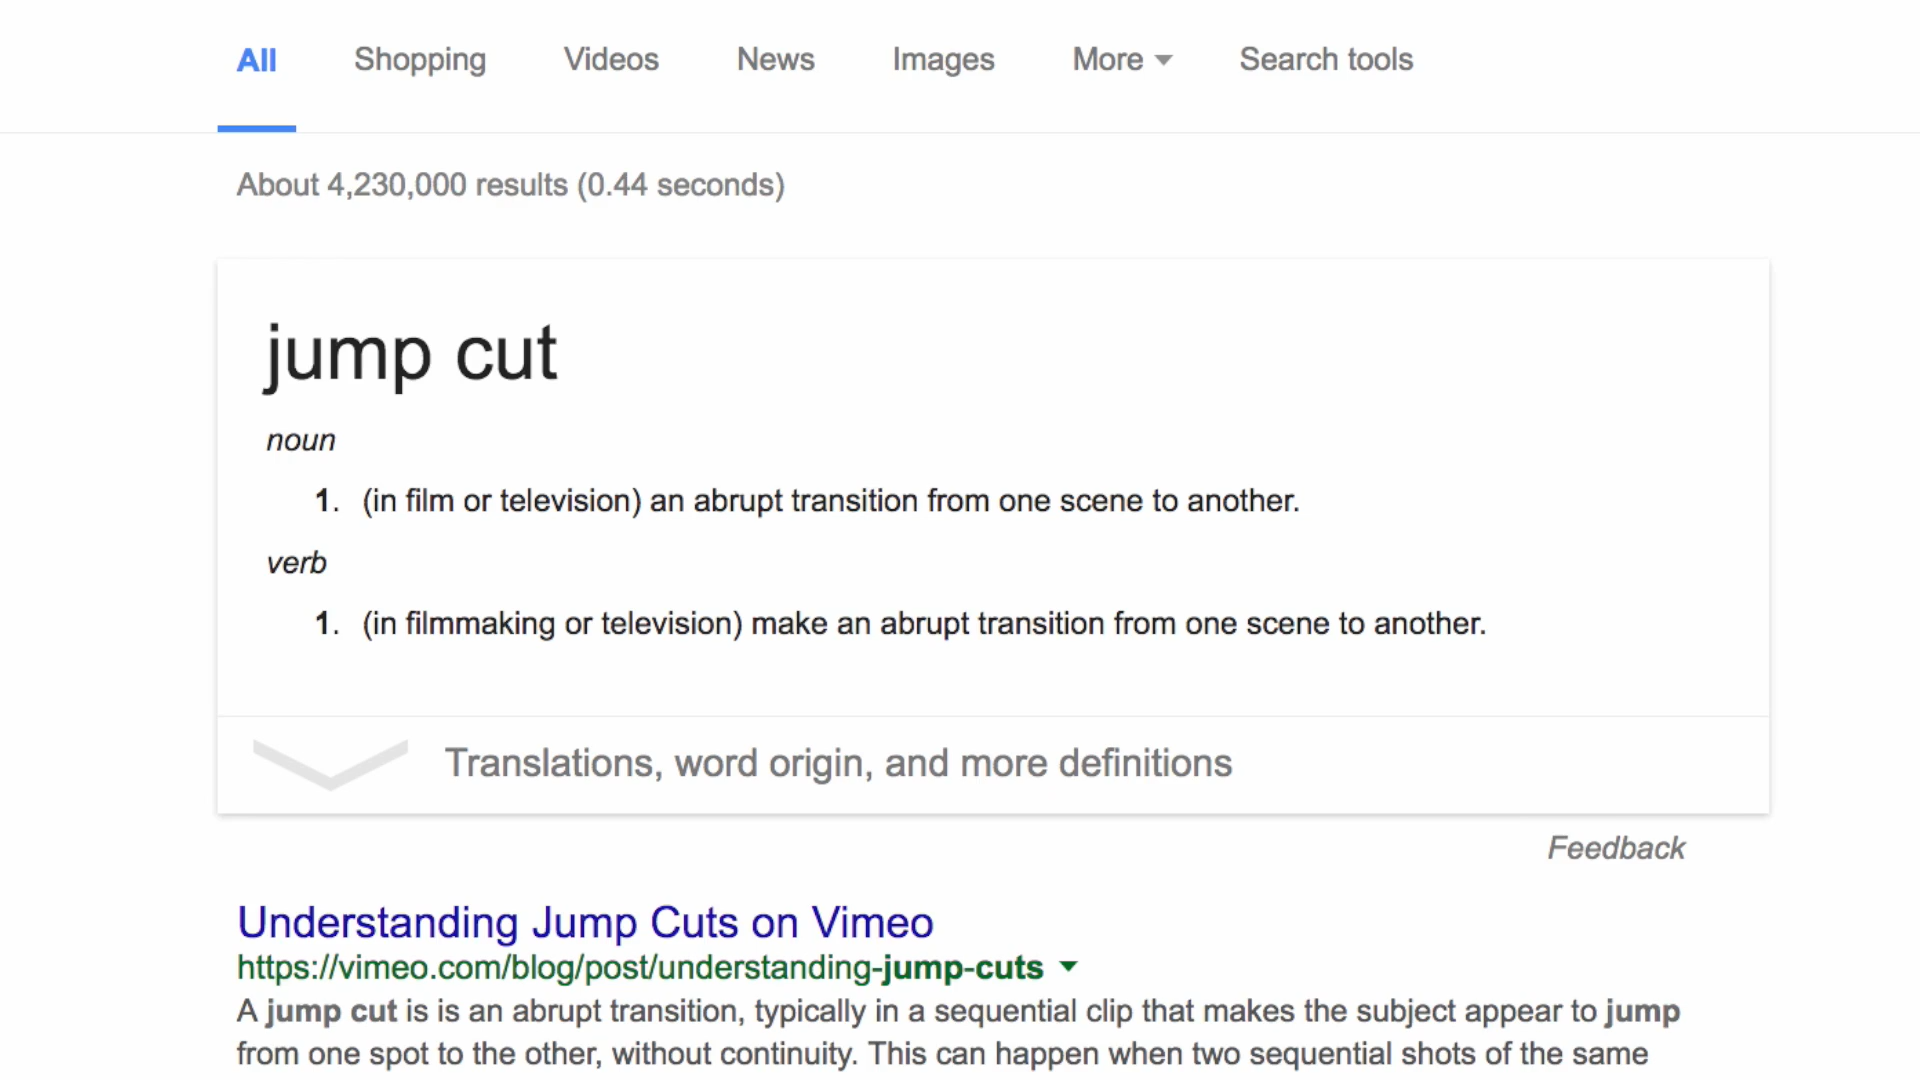 All Shopping Videos News Images More Search tools
About 4,230,000 results (0.44 seconds)
jump cut
noun
1. (in film or television) an abrupt transition from one scene to another.
verb
1. (in filmmaking or television) make an abrupt transition from one scene to another.
Translations, word origin, and more definitions
Feedback
Understanding Jump Cuts on Vimeo
https://vimeo.com/blog/post/understanding-jump-cuts
A jump cut is is an abrupt transition, typically in a sequential clip that makes the subject appear to jump
from one spot to the other, without continuity. This can happen when two sequential shots of the same